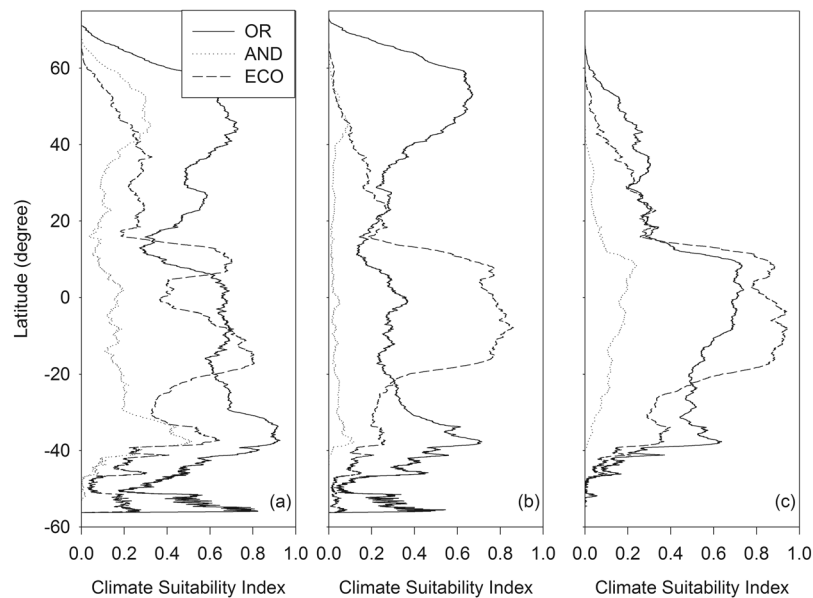 OR
AND
ECO
Latitude (degree)
60
40
20
0
-20
-40
-60
(a)
(b)
(c)
0.0 0.2 0.4 0.6 0.8 1.0
0.0 0.2 0.4 0.6 0.8 1.0
0.0 0.2 0.4 0.6 0.8 1.0
Climate Suitability Index
Climate Suitability Index
Climate Suitability Index